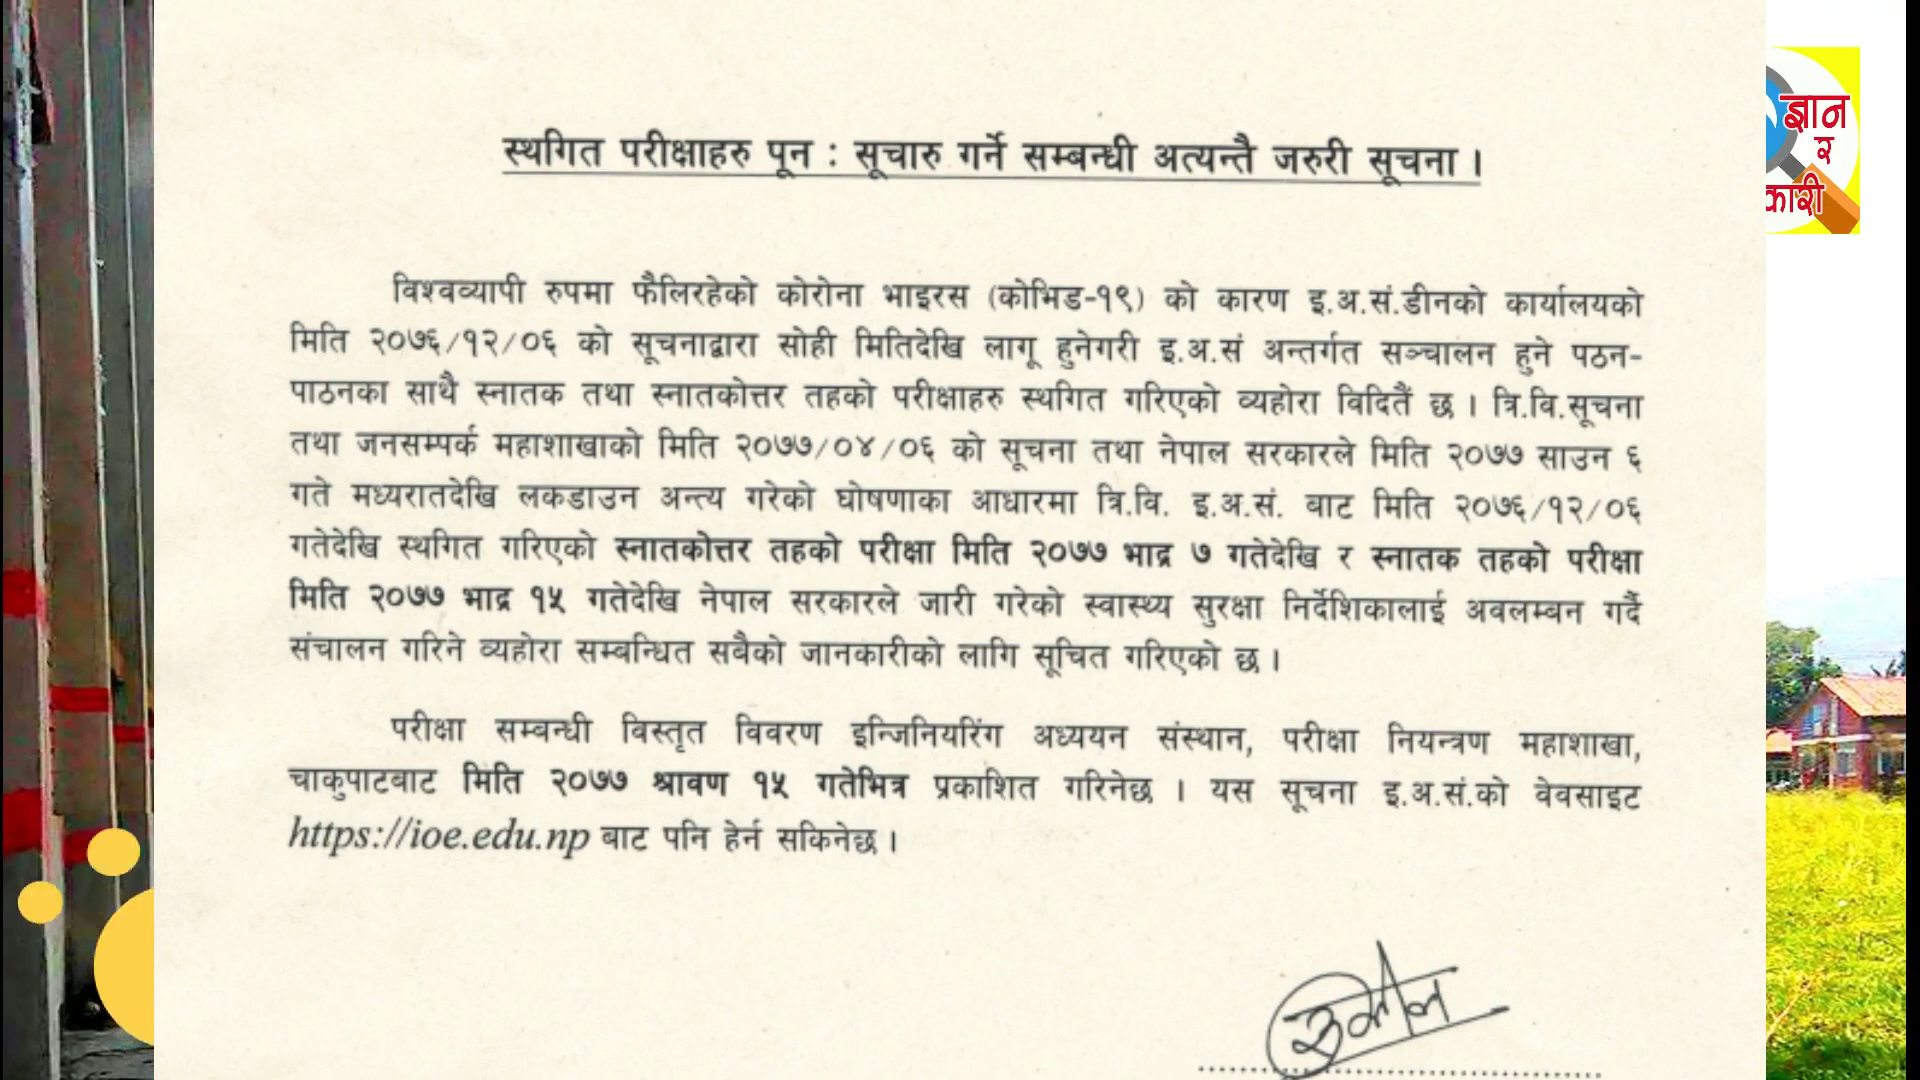 स्थगित परीक्षाहरु पून : सूचारु गर्ने सम्बन्धी अत्यन्तै जरुरी सूचना ।
विश्वव्यापी रुपमा फैलिरहेको कोरोना भाइरस (कोभिड-१९) को कारण इ.अ.सं.डीनको कार्यालयको
मिति २०७६/१२/०६ को सूचनाद्वारा सोही मितिदेखि लागू हुनेगरी इ.अ.सं अन्तर्गत सञ्चालन हुने पठन-
पाठनका साथै स्नातक तथा स्नातकोत्तर तहको परीक्षाहरु स्थगित गरिएको व्यहोरा विदितैं छ । त्रि.वि.सूचना
तथा जनसम्पर्क महाशाखाको मिति २०७७/०४/०६ को सूचना तथा नेपाल सरकारले मिति २०७७ साउन ६
गते मध्यरातदेखि लकडाउन अन्त्य गरेको घोषणाका आधारमा त्रि.वि. इ.अ.सं. बाट मिति २०७६/१२/०६
गतेदेखि स्थगित गरिएको स्नातकोत्तर तहको परीक्षा मिति २०७७ भाद्र ७ गतेदेखि र स्नातक तहको परीक्षा
मिति २०७७ भाद्र १५ गतेदेखि नेपाल सरकारले जारी गरेको स्वास्थ्य सुरक्षा निर्देशिकालाई अवलम्बन गर्दै
संचालन गरिने व्यहोरा सम्बन्धित सबैको जानकारीको लागि सूचित गरिएको छ ।
परीक्षा सम्बन्धी विस्तृत विवरण इन्जिनियरिंग अध्ययन संस्थान, परीक्षा नियन्त्रण महाशाखा,
चाकुपाटबाट मिति २०७७ श्रावण १५ गतेभित्र प्रकाशित गरिनेछ । यस सूचना इ.अ.सं.को वेवसाइट
https://ioe.edu.np बाट पनि हेर्न सकिनेछ ।
ज्ञान
र
कारी